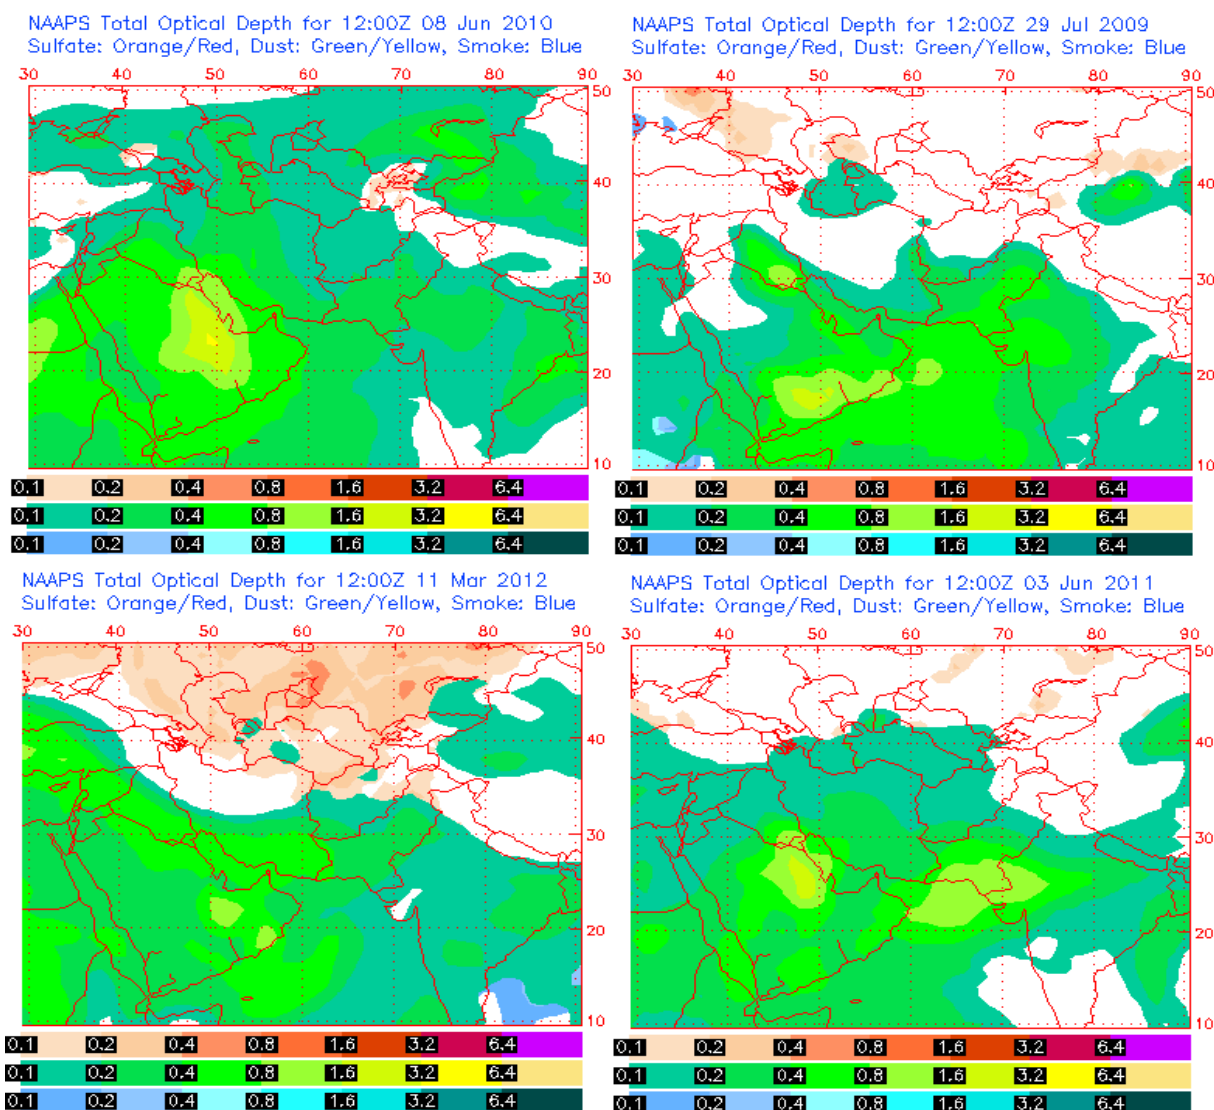 NAAPS Total Optical Depth for 12:00Z 08 Jun 2010
Sulfate: Orange/Red, Dust: Green/Yellow, Smoke: Blue
30 40 50 60 70 80 90
50
40
30
20
10
0.1 0.2 0.4 0.8 1.6 3.2 6.4
0.1 0.2 0.4 0.8 1.6 3.2 6.4
0.1 0.2 0.4 0.8 1.6 3.2 6.4
NAAPS Total Optical Depth for 12:00Z 29 Jul 2009
Sulfate: Orange/Red, Dust: Green/Yellow, Smoke: Blue
30 40 50 60 70 80 90
50
40
30
20
10
0.1 0.2 0.4 0.8 1.6 3.2 6.4
0.1 0.2 0.4 0.8 1.6 3.2 6.4
0.1 0.2 0.4 0.8 1.6 3.2 6.4
NAAPS Total Optical Depth for 12:00Z 11 Mar 2012
Sulfate: Orange/Red, Dust: Green/Yellow, Smoke: Blue
30 40 50 60 70 80 90
50
40
30
20
10
0.1 0.2 0.4 0.8 1.6 3.2 6.4
0.1 0.2 0.4 0.8 1.6 3.2 6.4
0.1 0.2 0.4 0.8 1.6 3.2 6.4
NAAPS Total Optical Depth for 12:00Z 03 Jun 2011
Sulfate: Orange/Red, Dust: Green/Yellow, Smoke: Blue
30 40 50 60 70 80 90
50
40
30
20
10
0.1 0.2 0.4 0.8 1.6 3.2 6.4
0.1 0.2 0.4 0.8 1.6 3.2 6.4
0.1 0.2 0.4 0.8 1.6 3.2 6.4